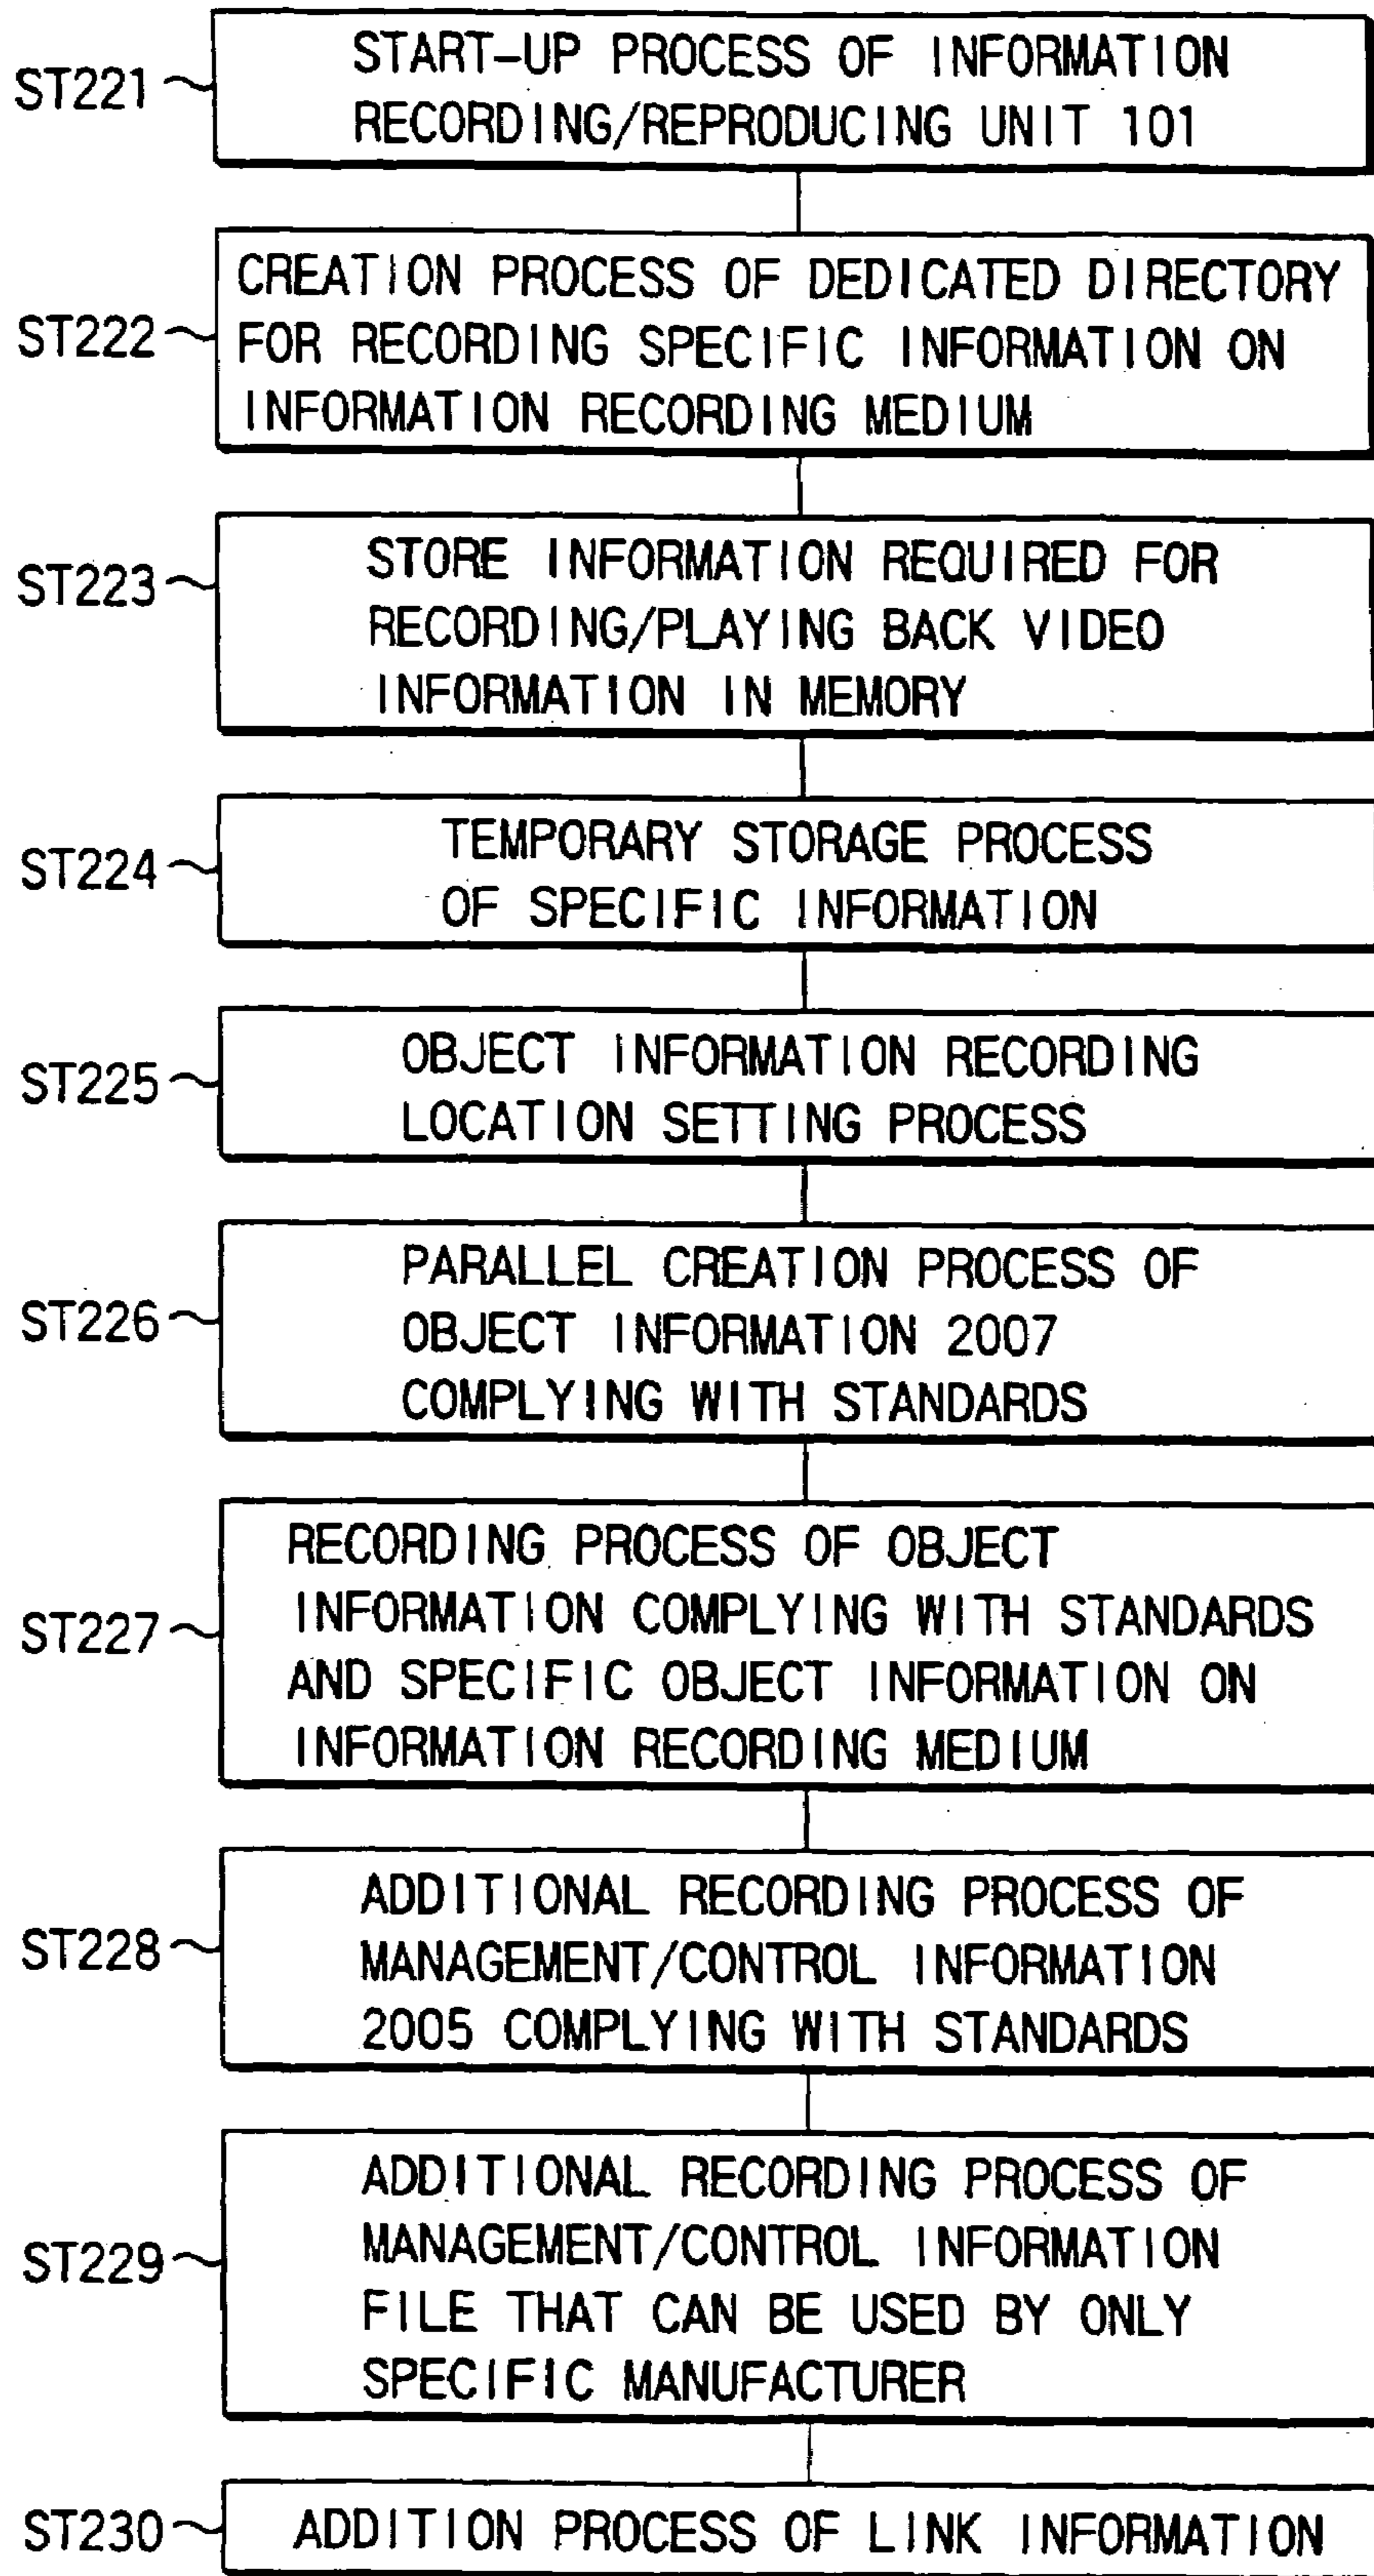 ST221
START-UP PROCESS OF INFORMATION
RECORDING/REPRODUCING UNIT 101
ST222
CREATION PROCESS OF DEDICATED DIRECTORY
FOR RECORDING SPECIFIC INFORMATION ON
INFORMATION RECORDING MEDIUM
ST223
STORE INFORMATION REQUIRED FOR
RECORDING/PLAYING BACK VIDEO
INFORMATION IN MEMORY
ST224
TEMPORARY STORAGE PROCESS
OF SPECIFIC INFORMATION
ST225
OBJECT INFORMATION RECORDING
LOCATION SETTING PROCESS
ST226
PARALLEL CREATION PROCESS OF
OBJECT INFORMATION 2007
COMPLYING WITH STANDARDS
ST227
RECORDING PROCESS OF OBJECT
INFORMATION COMPLYING WITH STANDARDS
AND SPECIFIC OBJECT INFORMATION ON
INFORMATION RECORDING MEDIUM
ST228
ADDITIONAL RECORDING PROCESS OF
MANAGEMENT/CONTROL INFORMATION
2005 COMPLYING WITH STANDARDS
ST229
ADDITIONAL RECORDING PROCESS OF
MANAGEMENT/CONTROL INFORMATION
FILE THAT CAN BE USED BY ONLY
SPECIFIC MANUFACTURER
ST230
ADDITION PROCESS OF LINK INFORMATION